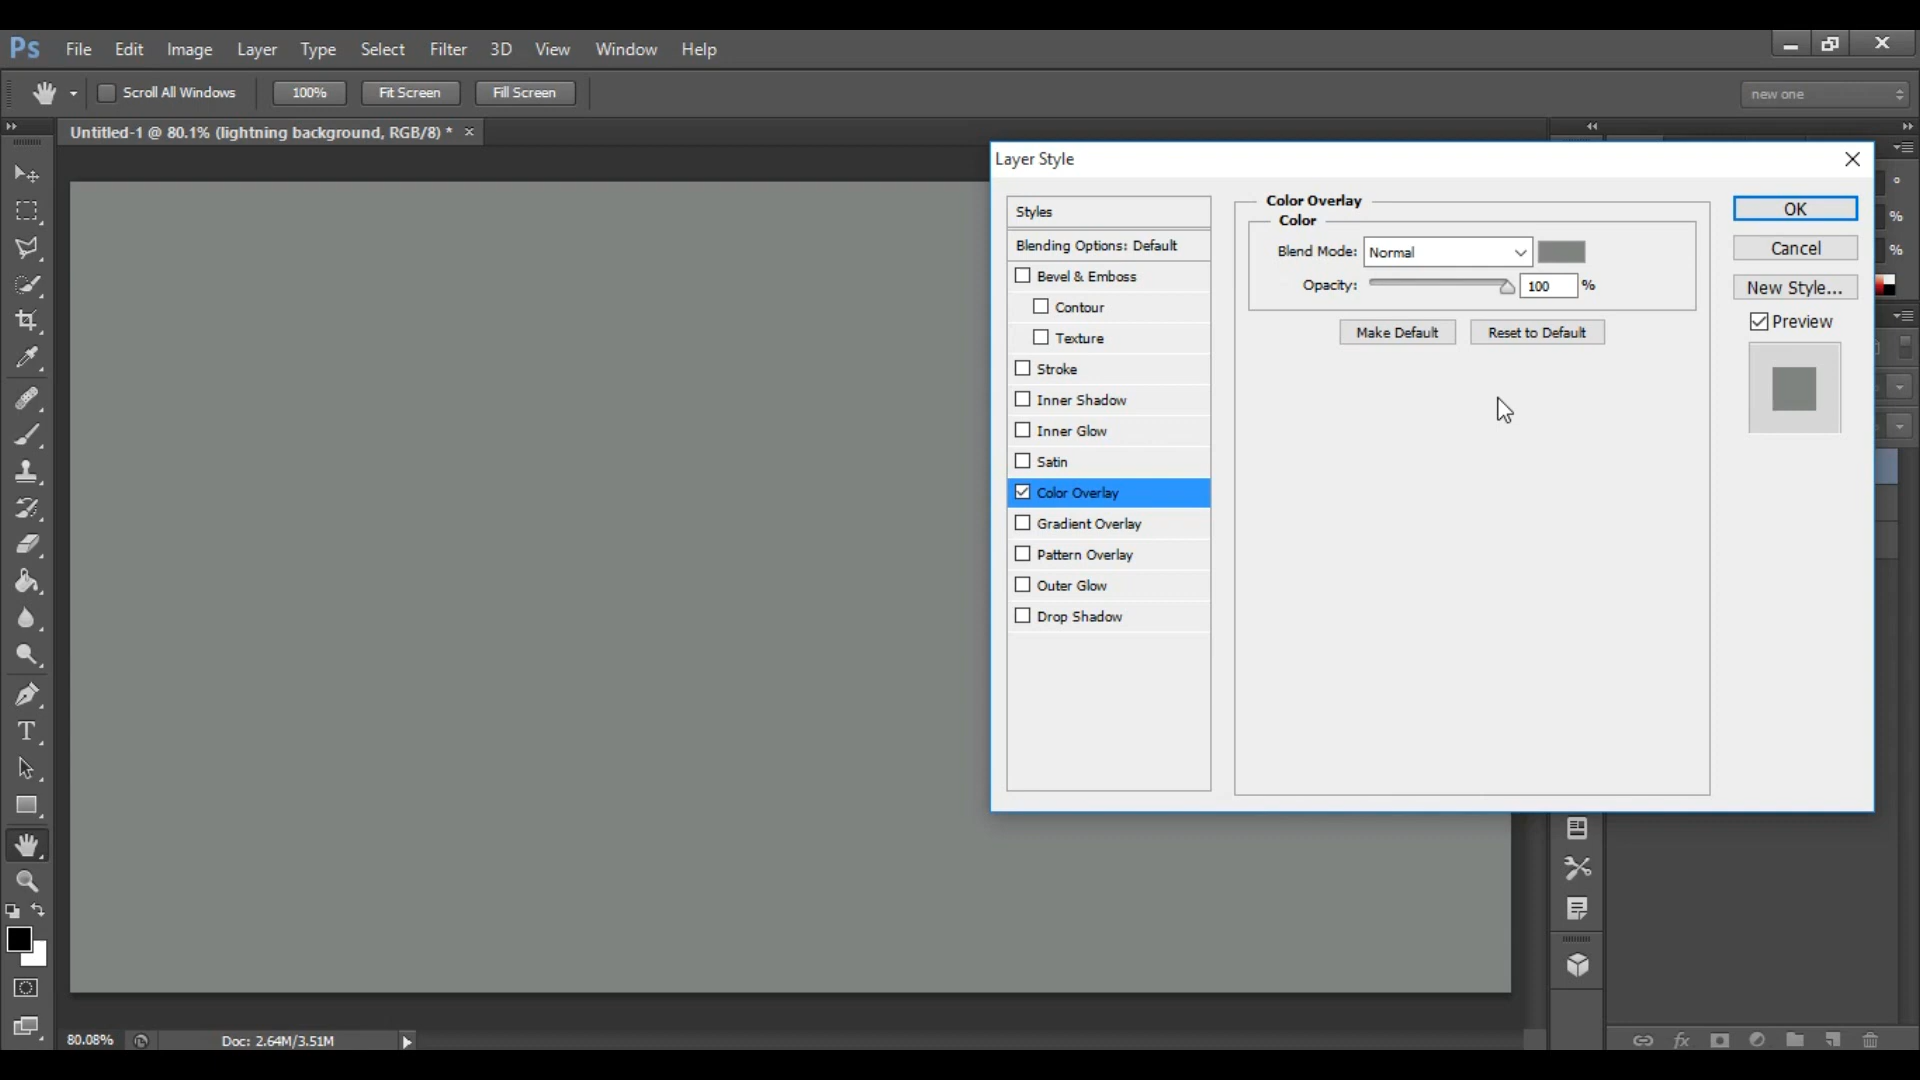 Ps File Edit Image Layer Type Select Filter 3D View Window Help
Scroll All Windows 100% Fit Screen Fill Screen new one
Untitled-1 @ 80.1% (lightning background, RGB/8) * ×
Layer Style
Styles
Blending Options: Default
Bevel & Emboss
Contour
Texture
Stroke
Inner Shadow
Inner Glow
Satin
Color Overlay
Gradient Overlay
Pattern Overlay
Outer Glow
Drop Shadow
Color Overlay
Color
Blend Mode: Normal
Opacity: 100 %
Make Default Reset to Default
OK
Cancel
New Style...
Preview
%
%
T
fx
80.08% Doc: 2.64M/3.51M